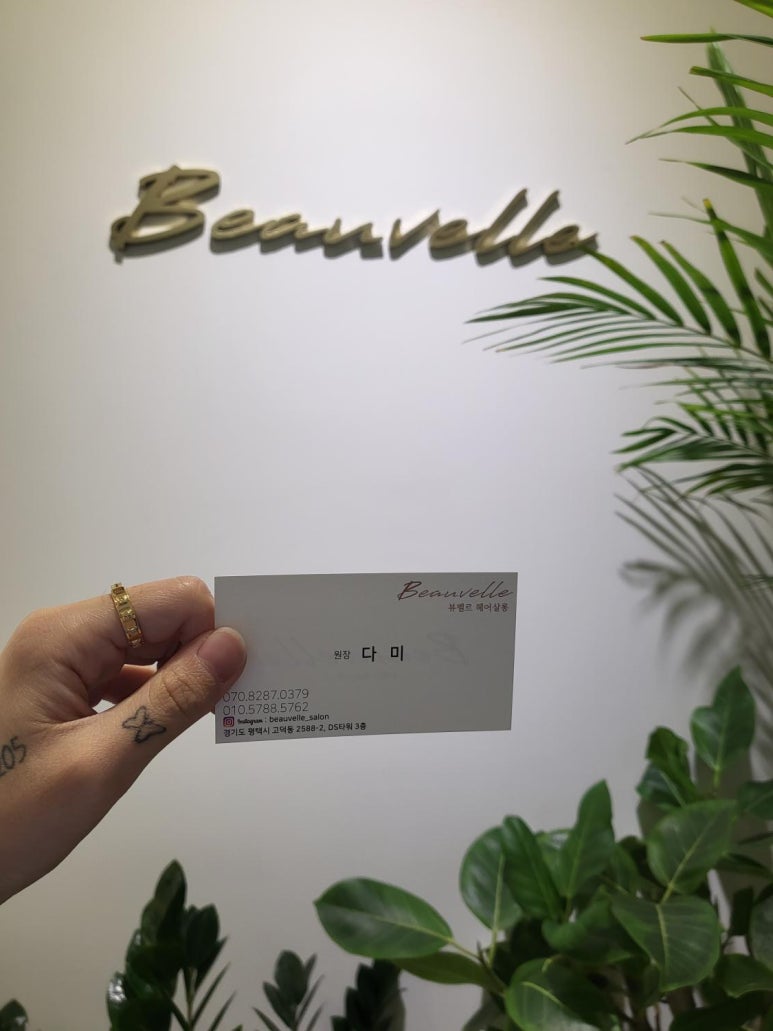 Beauvelle
Beauvelle
뷰벨르 헤어살롱
원장 다 미
070.8287.0379
010.5788.5762
Instagram : beauvelle_salon
경기도 평택시 고덕동 2588-2, DS타워 3층
205